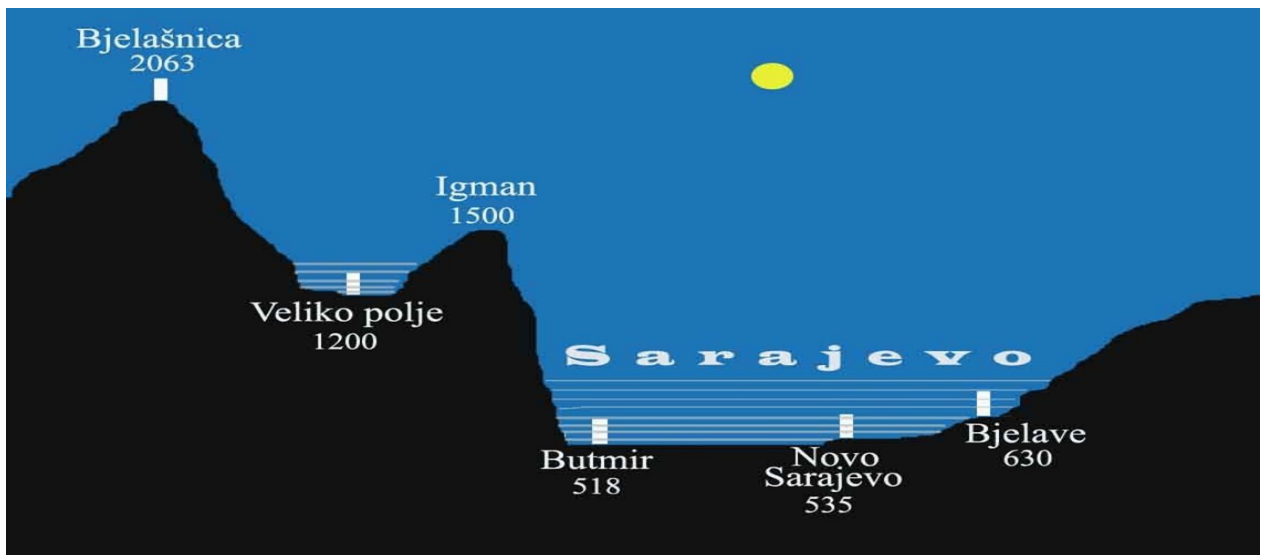 Bjelašnica
2063
Igman
1500
Veliko polje
1200
Sarajevo
Butmir
518
Novo
Sarajevo
535
Bjelave
630